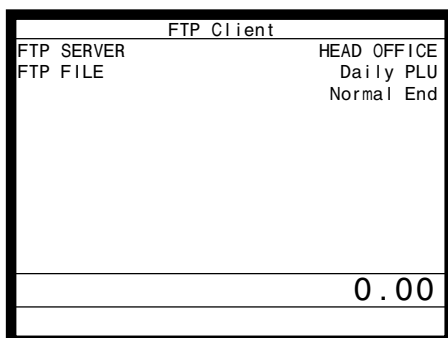 FTP Client
FTP SERVER HEAD OFFICE
FTP FILE Daily PLU
Normal End
0.00